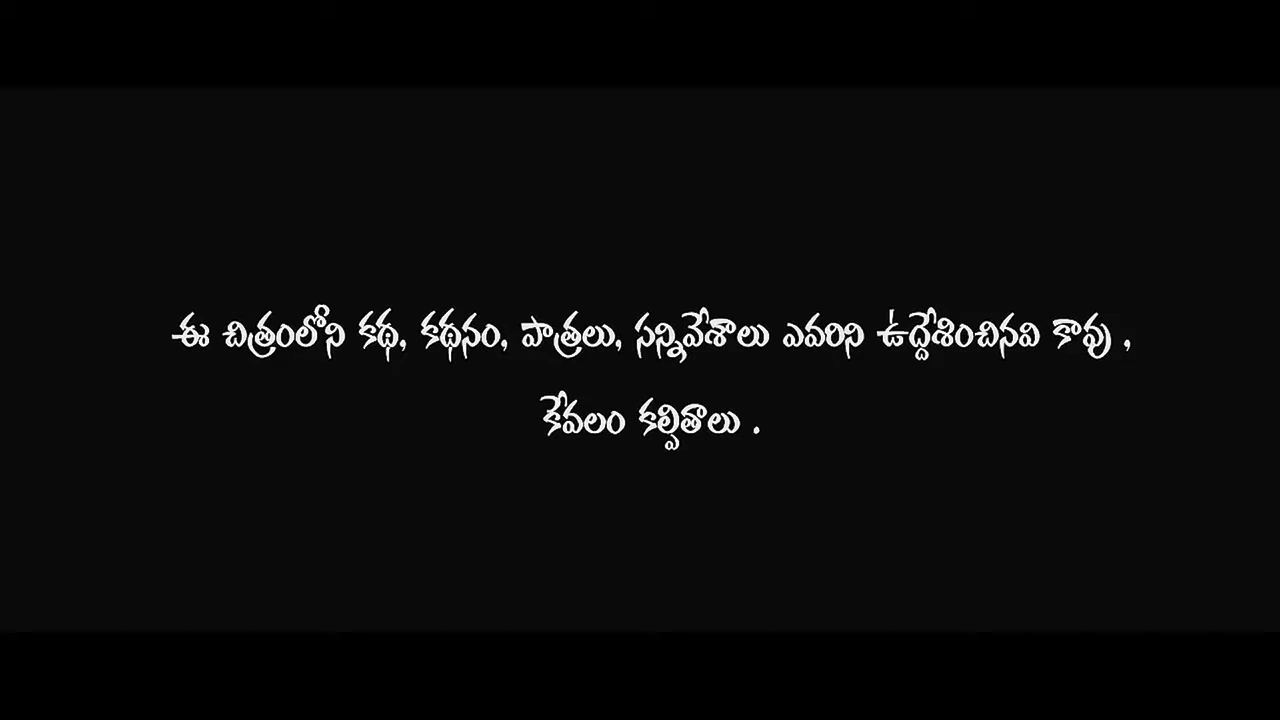 ఈ చిత్రంలోని కథ, కథనం, పాత్రలు, సన్నివేశాలు ఎవరిని ఉద్దేశించినవి కావు ,
కేవలం కల్పితాలు .